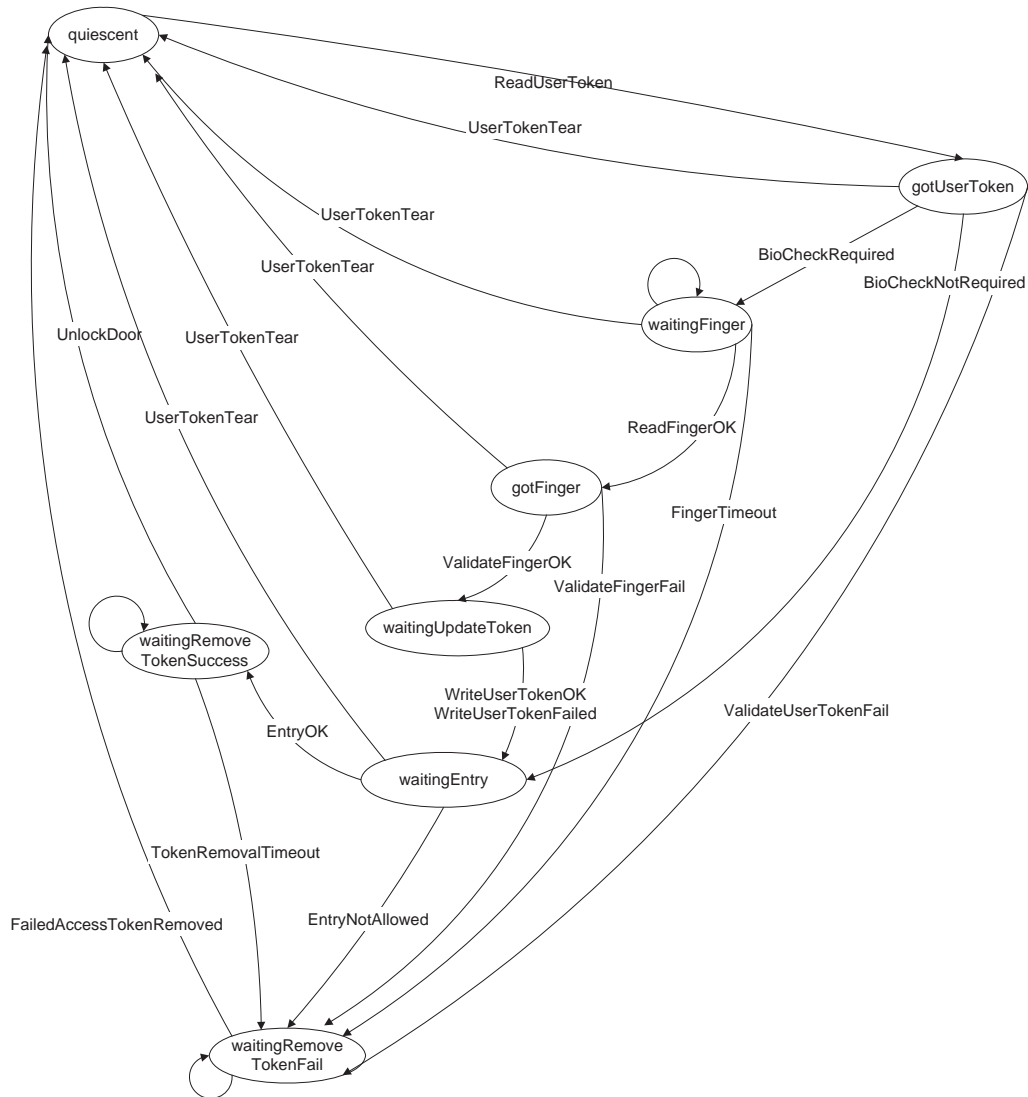 quiescent
ReadUserToken
UserTokenTear
gotUserToken
UserTokenTear
BioCheckRequired
UserTokenTear
BioCheckNotRequired
waitingFinger
UnlockDoor
UserTokenTear
UserTokenTear
ReadFingerOK
gotFinger
FingerTimeout
ValidateFingerOK
ValidateFingerFail
waitingUpdateToken
waitingRemove
TokenSuccess
WriteUserTokenOK
WriteUserTokenFailed
ValidateUserTokenFail
EntryOK
waitingEntry
TokenRemovalTimeout
EntryNotAllowed
FailedAccessTokenRemoved
waitingRemove
TokenFail